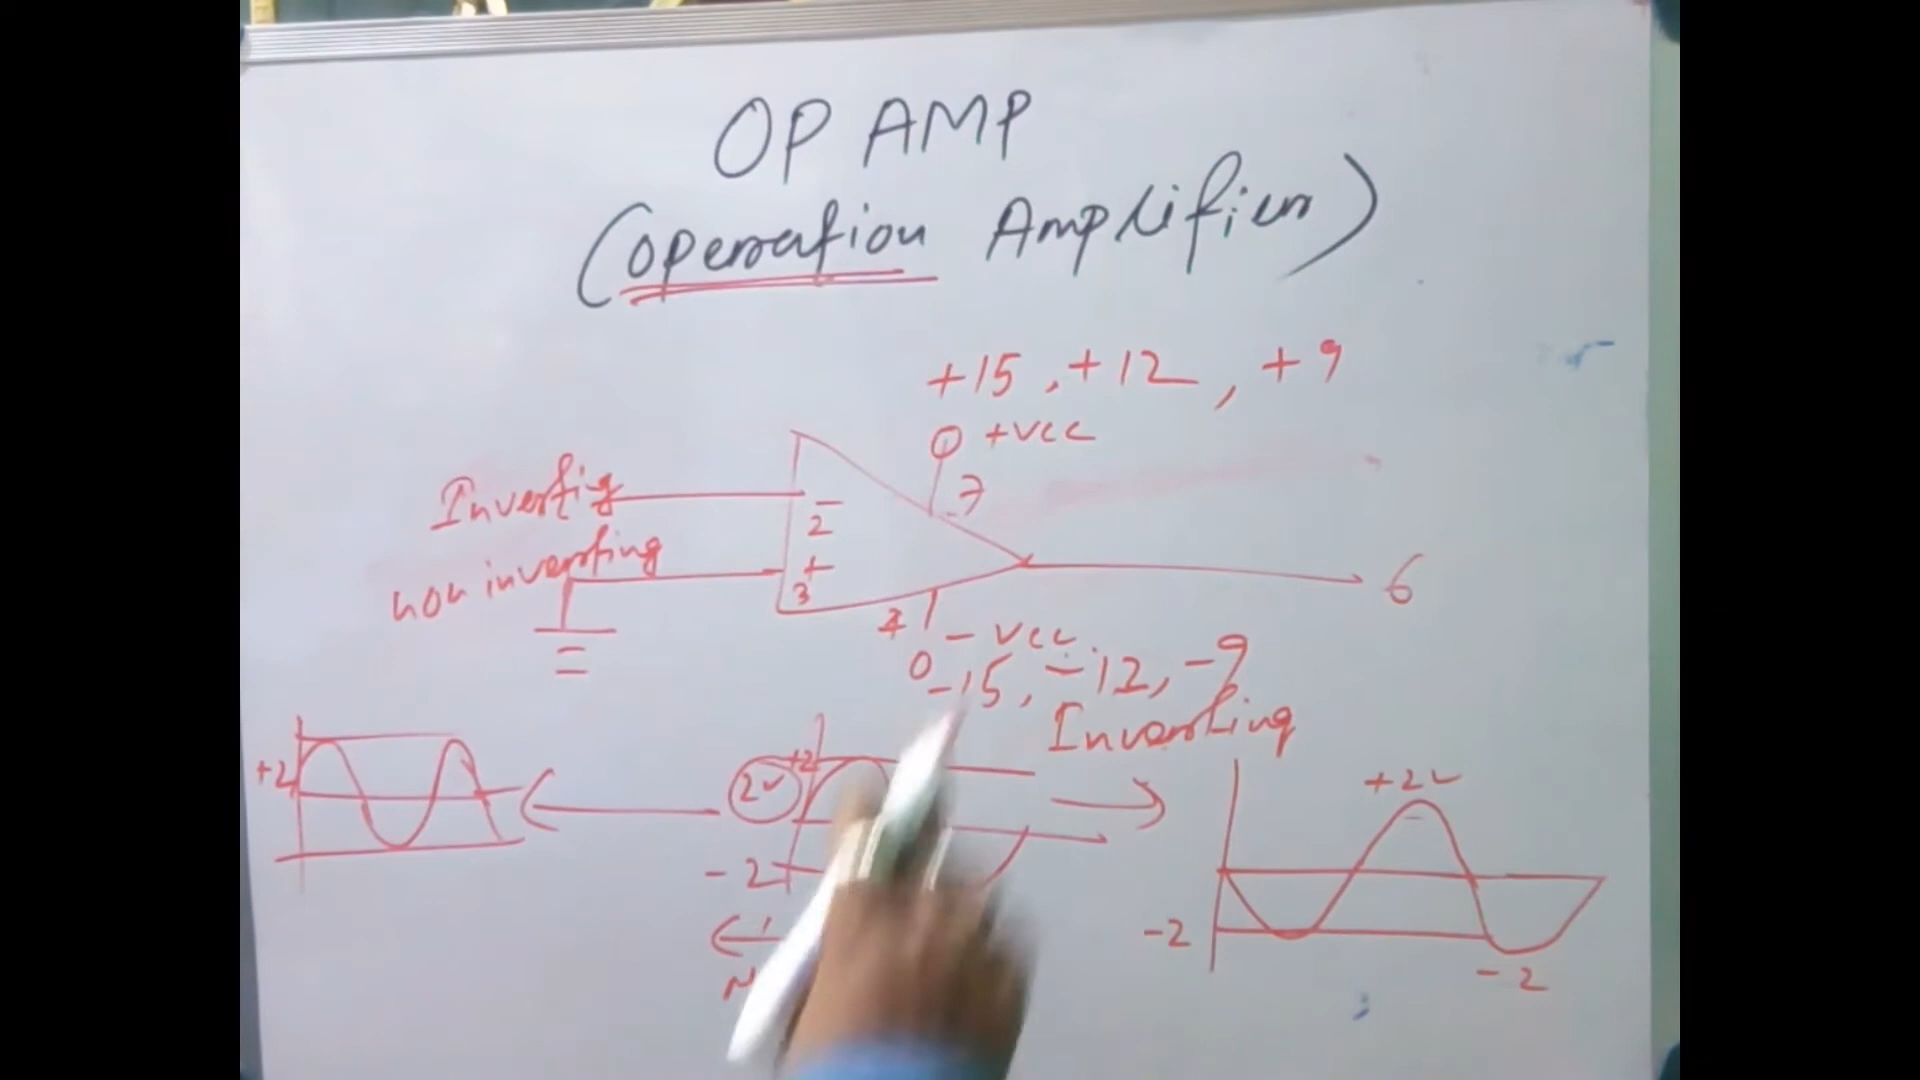 OP AMP
(Operation Amplifier)
+15, +12, +9
+Vcc
7
Inverting
-
2
non inverting
+
3
6
4
-Vcc
-15, -12, -9
Inverting
+2
2v
+2
-2
+2v
-2
-2